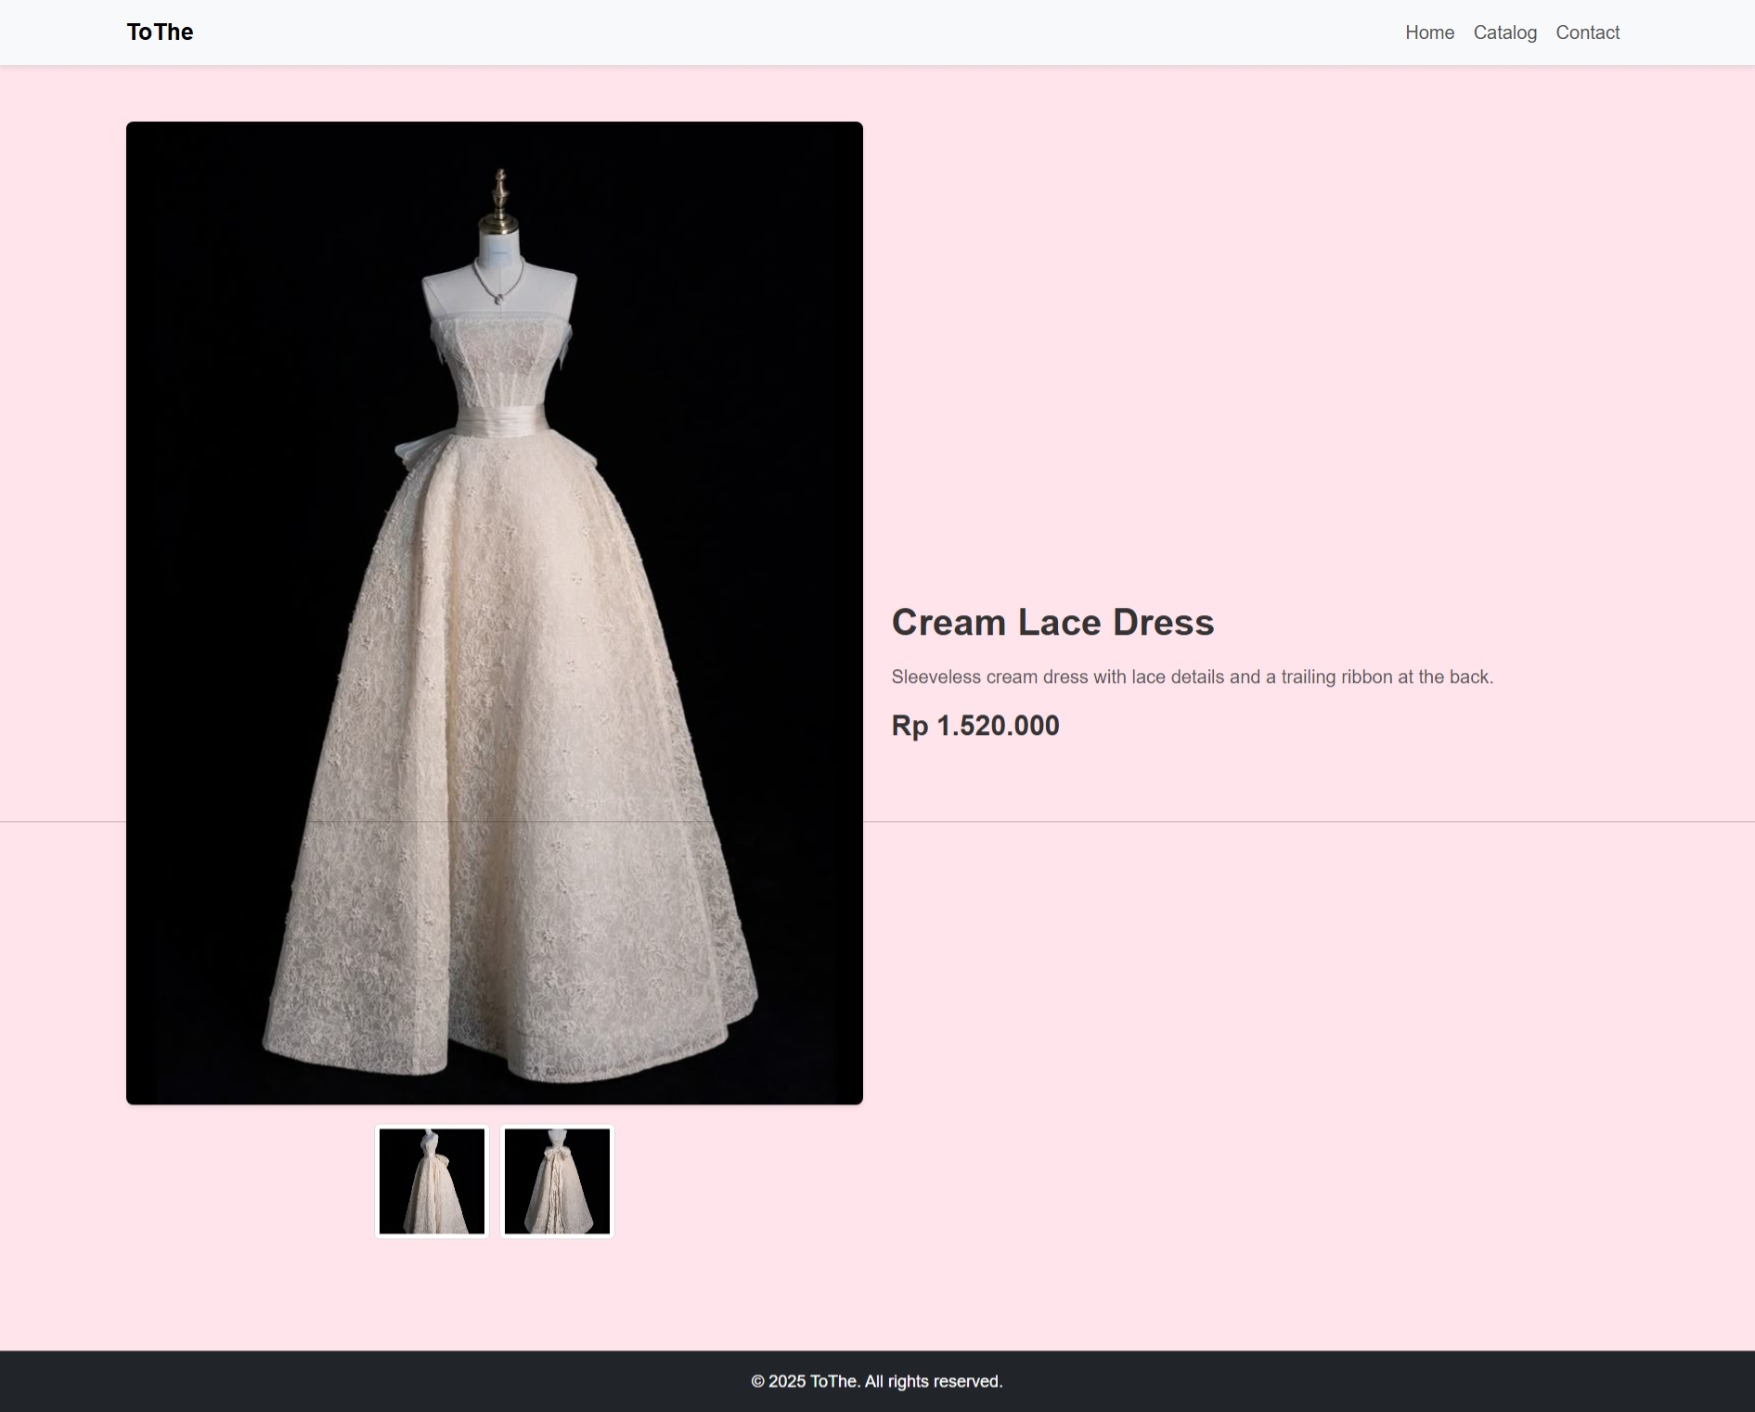 ToThe
Home Catalog Contact
Cream Lace Dress
Sleeveless cream dress with lace details and a trailing ribbon at the back.
Rp 1.520.000
© 2025 ToThe. All rights reserved.